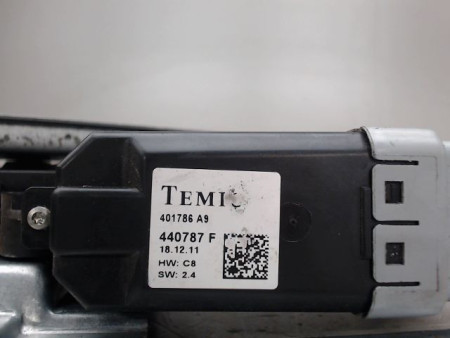 TEMIC
401786 A9
440787 F
18.12.11
HW: C8
SW: 2.4